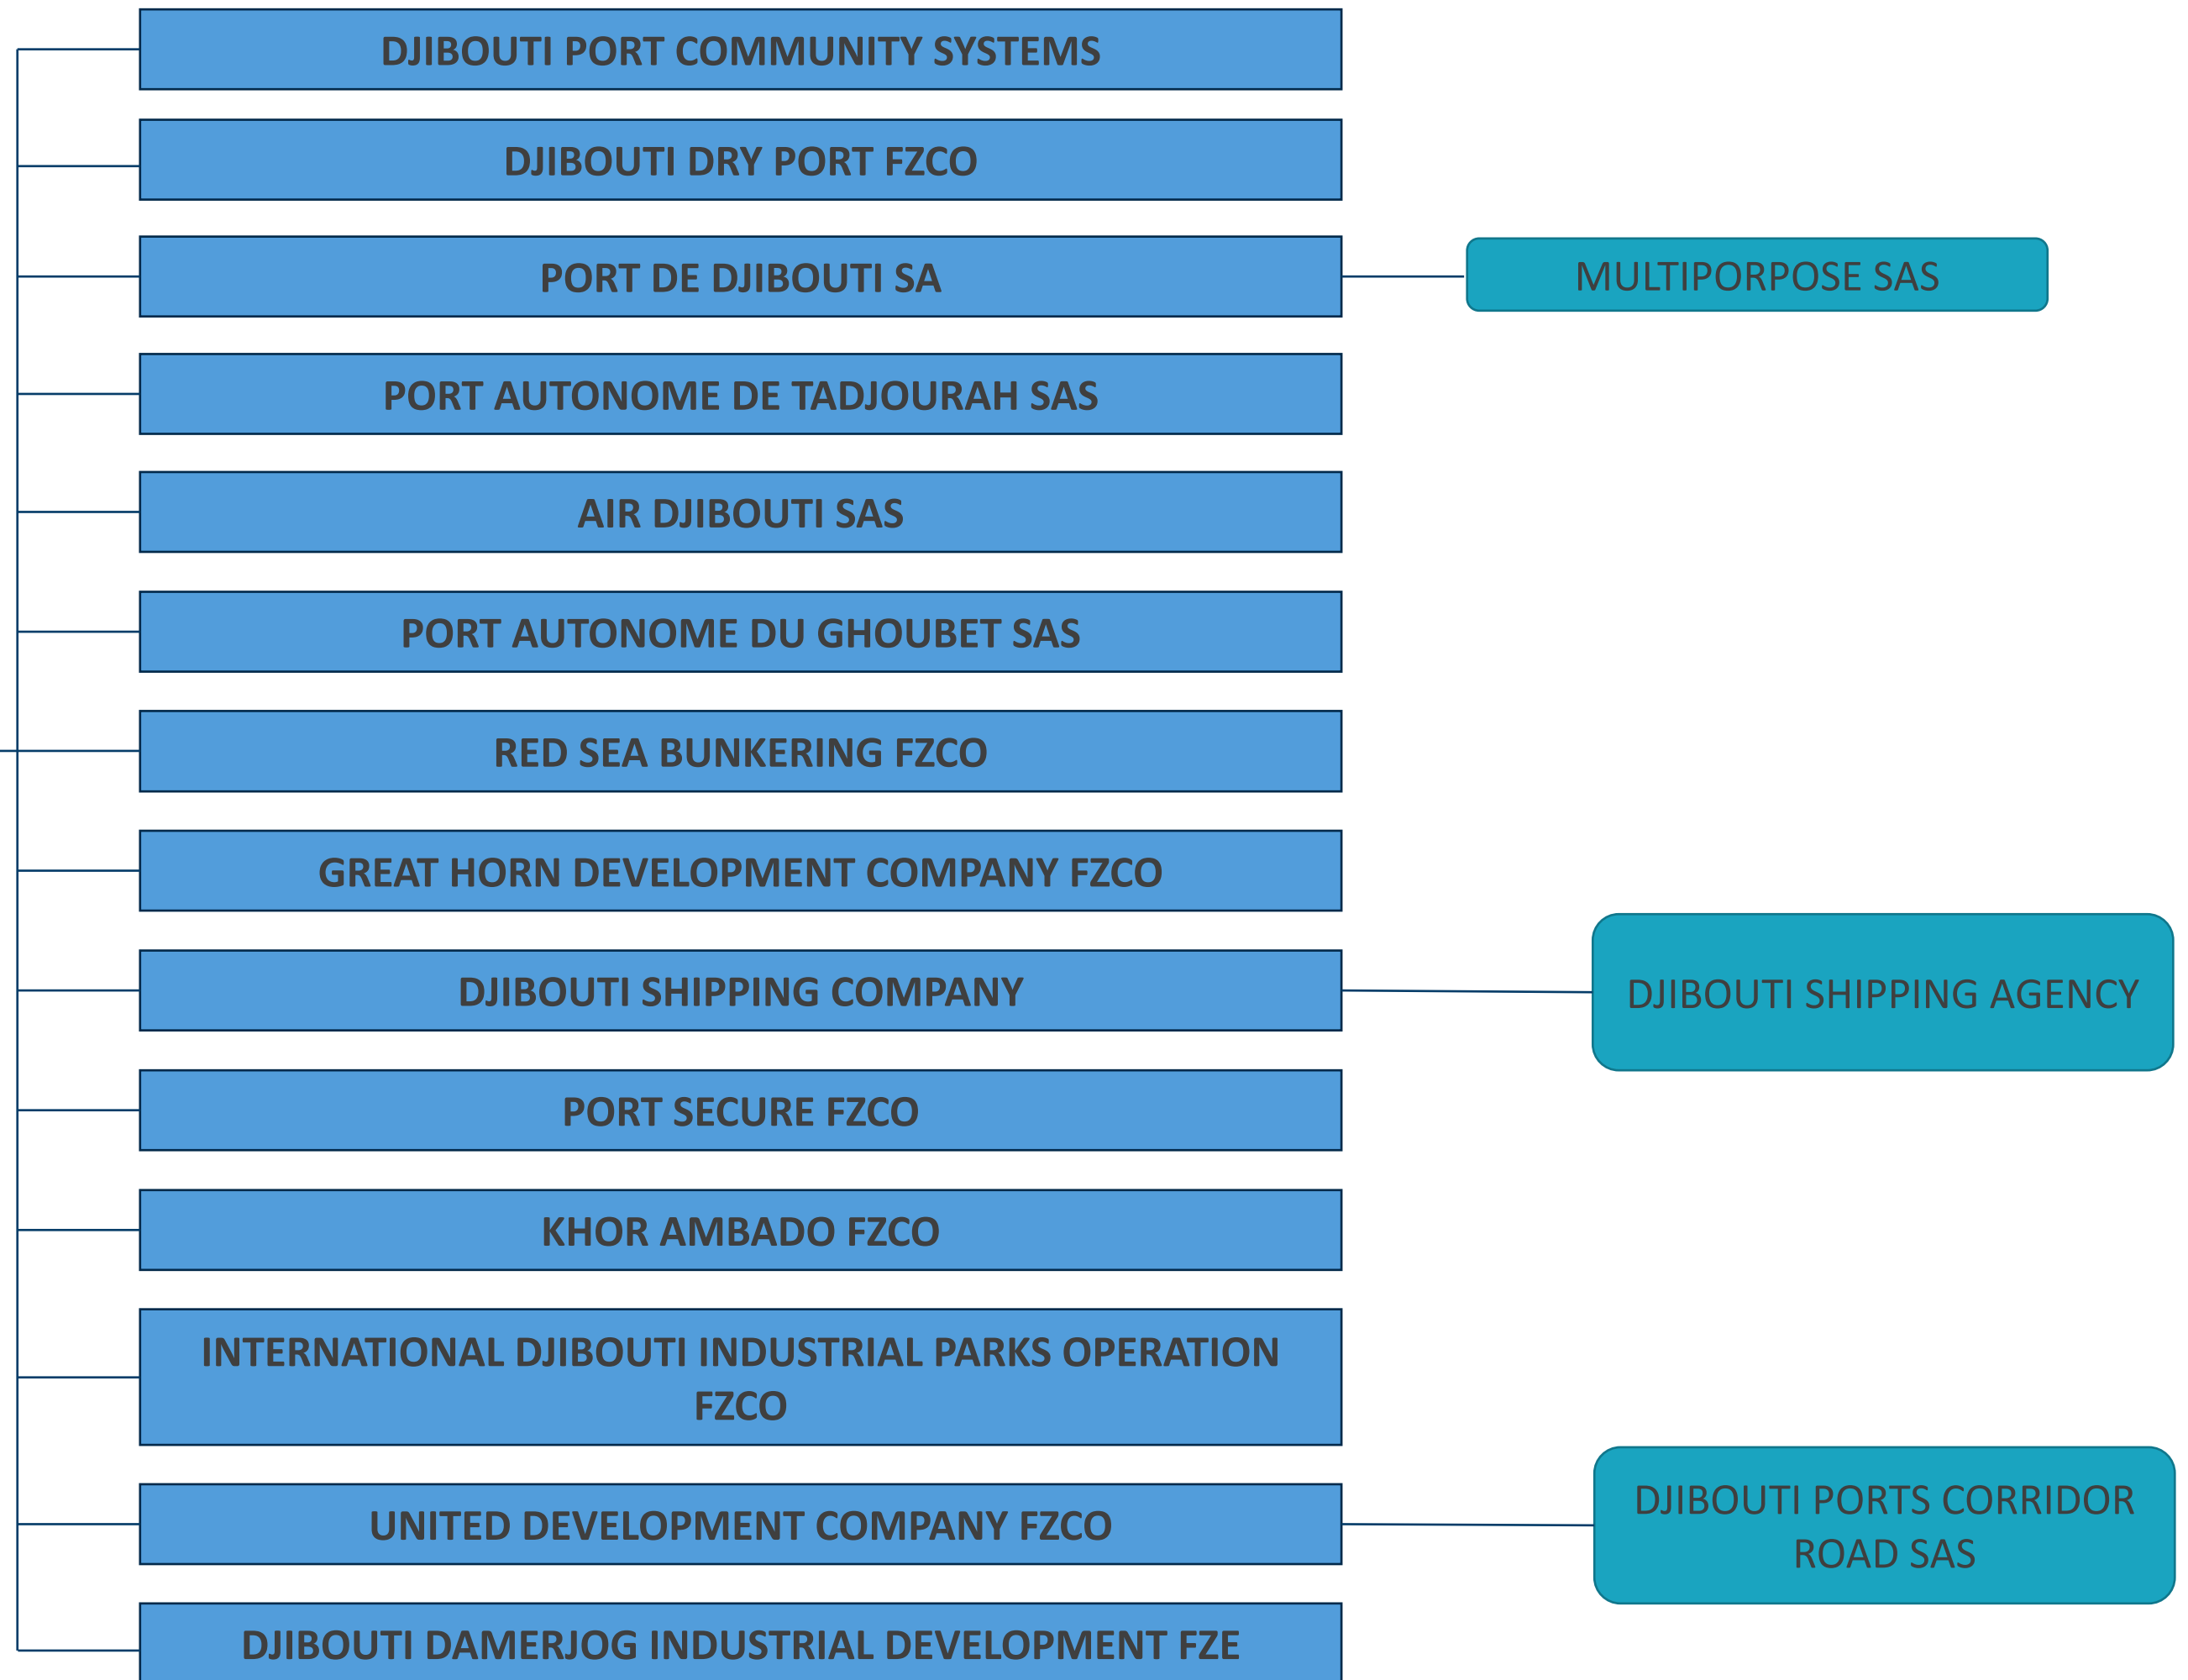 DJIBOUTI PORT COMMUNITY SYSTEMS
DJIBOUTI DRY PORT FZCO
PORT DE DJIBOUTI SA
MULTIPORPOSE SAS
PORT AUTONOME DE TADJOURAH SAS
AIR DJIBOUTI SAS
PORT AUTONOME DU GHOUBET SAS
RED SEA BUNKERING FZCO
GREAT HORN DEVELOPMENT COMPANY FZCO
DJIBOUTI SHIPPING COMPANY
DJIBOUTI SHIPPING AGENCY
PORT SECURE FZCO
KHOR AMBADO FZCO
INTERNATIONAL DJIBOUTI INDUSTRIAL PARKS OPERATION
FZCO
UNITED DEVELOPMENT COMPANY FZCO
DJIBOUTI PORTS CORRIDOR
ROAD SAS
DJIBOUTI DAMERJOG INDUSTRIAL DEVELOPMENT FZE